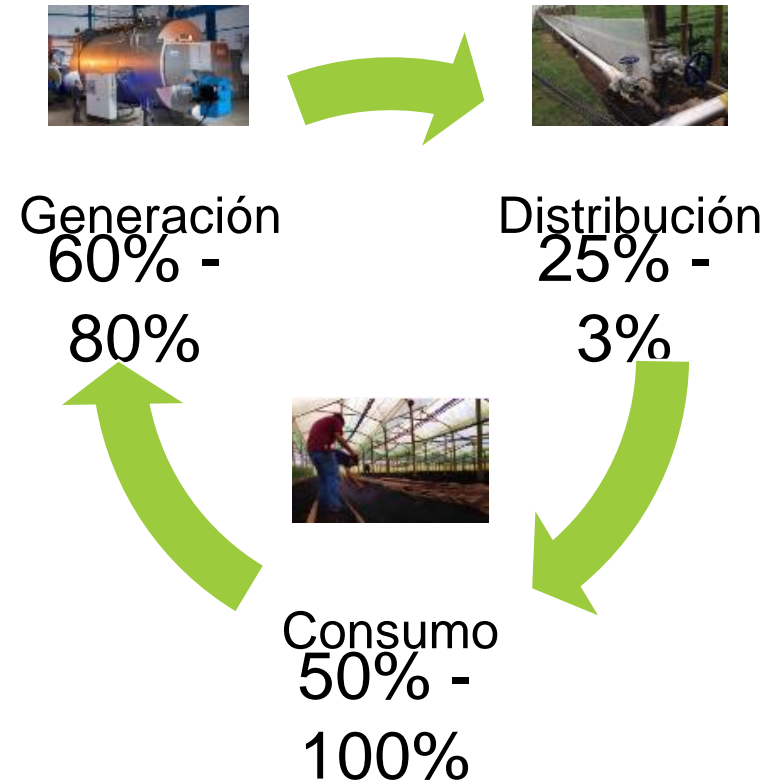 Generación
60% -
80%
Distribución
25% -
3%
Consumo
50% -
100%